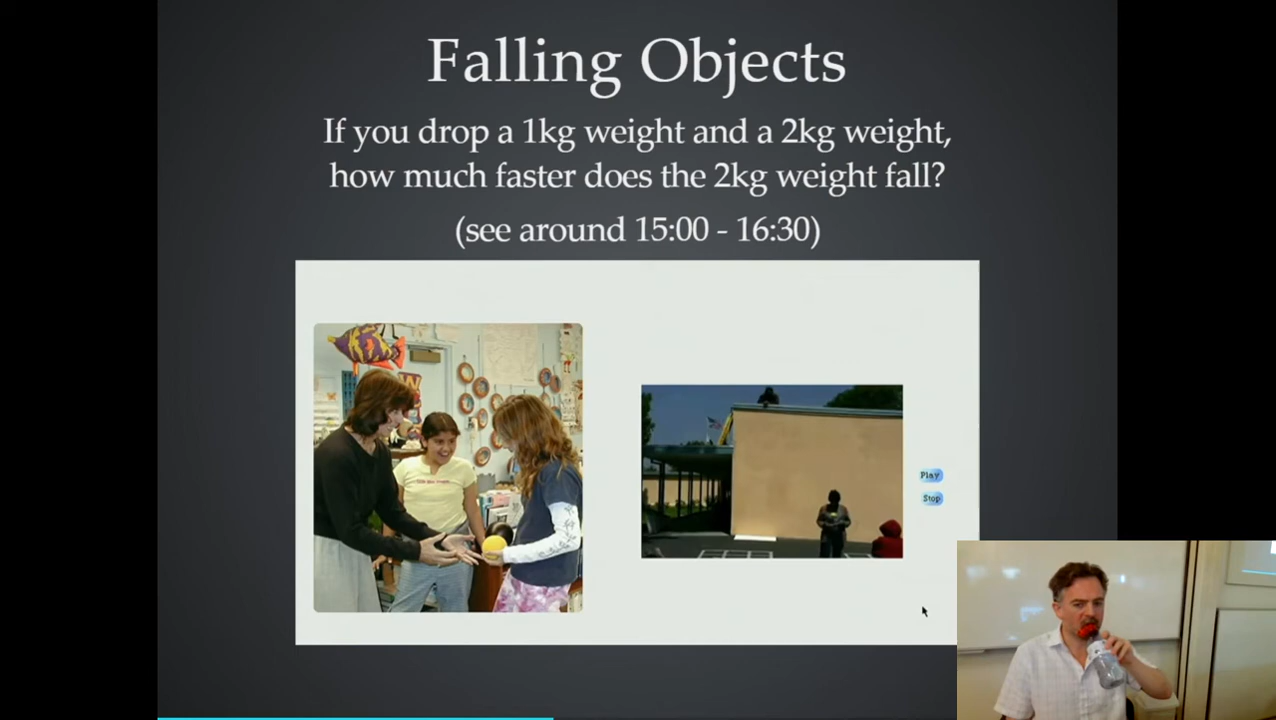 Falling Objects
If you drop a 1kg weight and a 2kg weight,
how much faster does the 2kg weight fall?
(see around 15:00 - 16:30)
Play
Stop